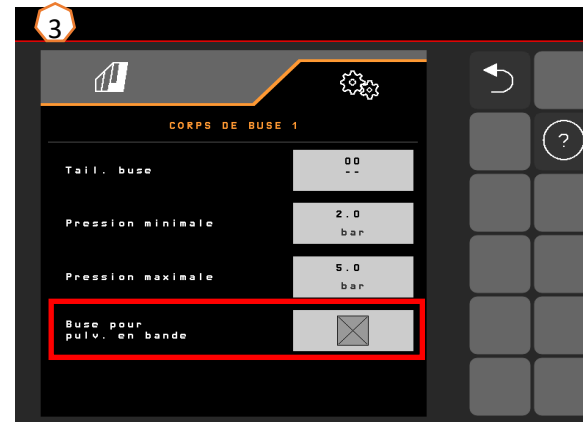 3
CORPS DE BUSE 1
Tail. buse
00
--
Pression minimale
2.0
bar
Pression maximale
5.0
bar
Buse pour
pulv. en bande
?